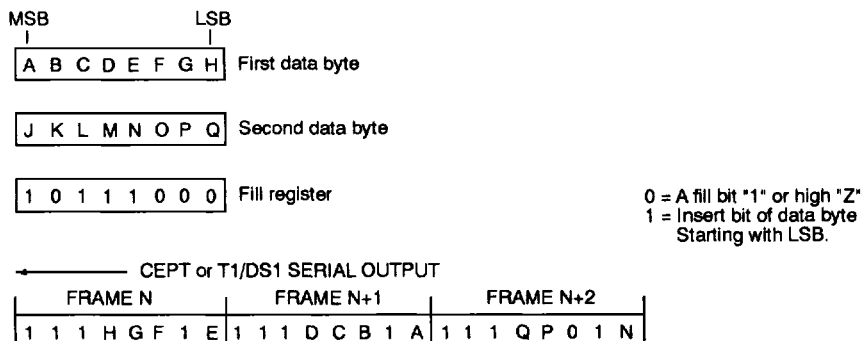 MSB LSB
A B C D E F G H First data byte
J K L M N O P Q Second data byte
1 0 1 1 1 0 0 0 Fill register
0 = A fill bit "1" or high "Z"
1 = Insert bit of data byte
Starting with LSB.
CEPT or T1/DS1 SERIAL OUTPUT
FRAME N FRAME N+1 FRAME N+2
1 1 1 H G F 1 E 1 1 1 D C B 1 A 1 1 1 Q P 0 1 N